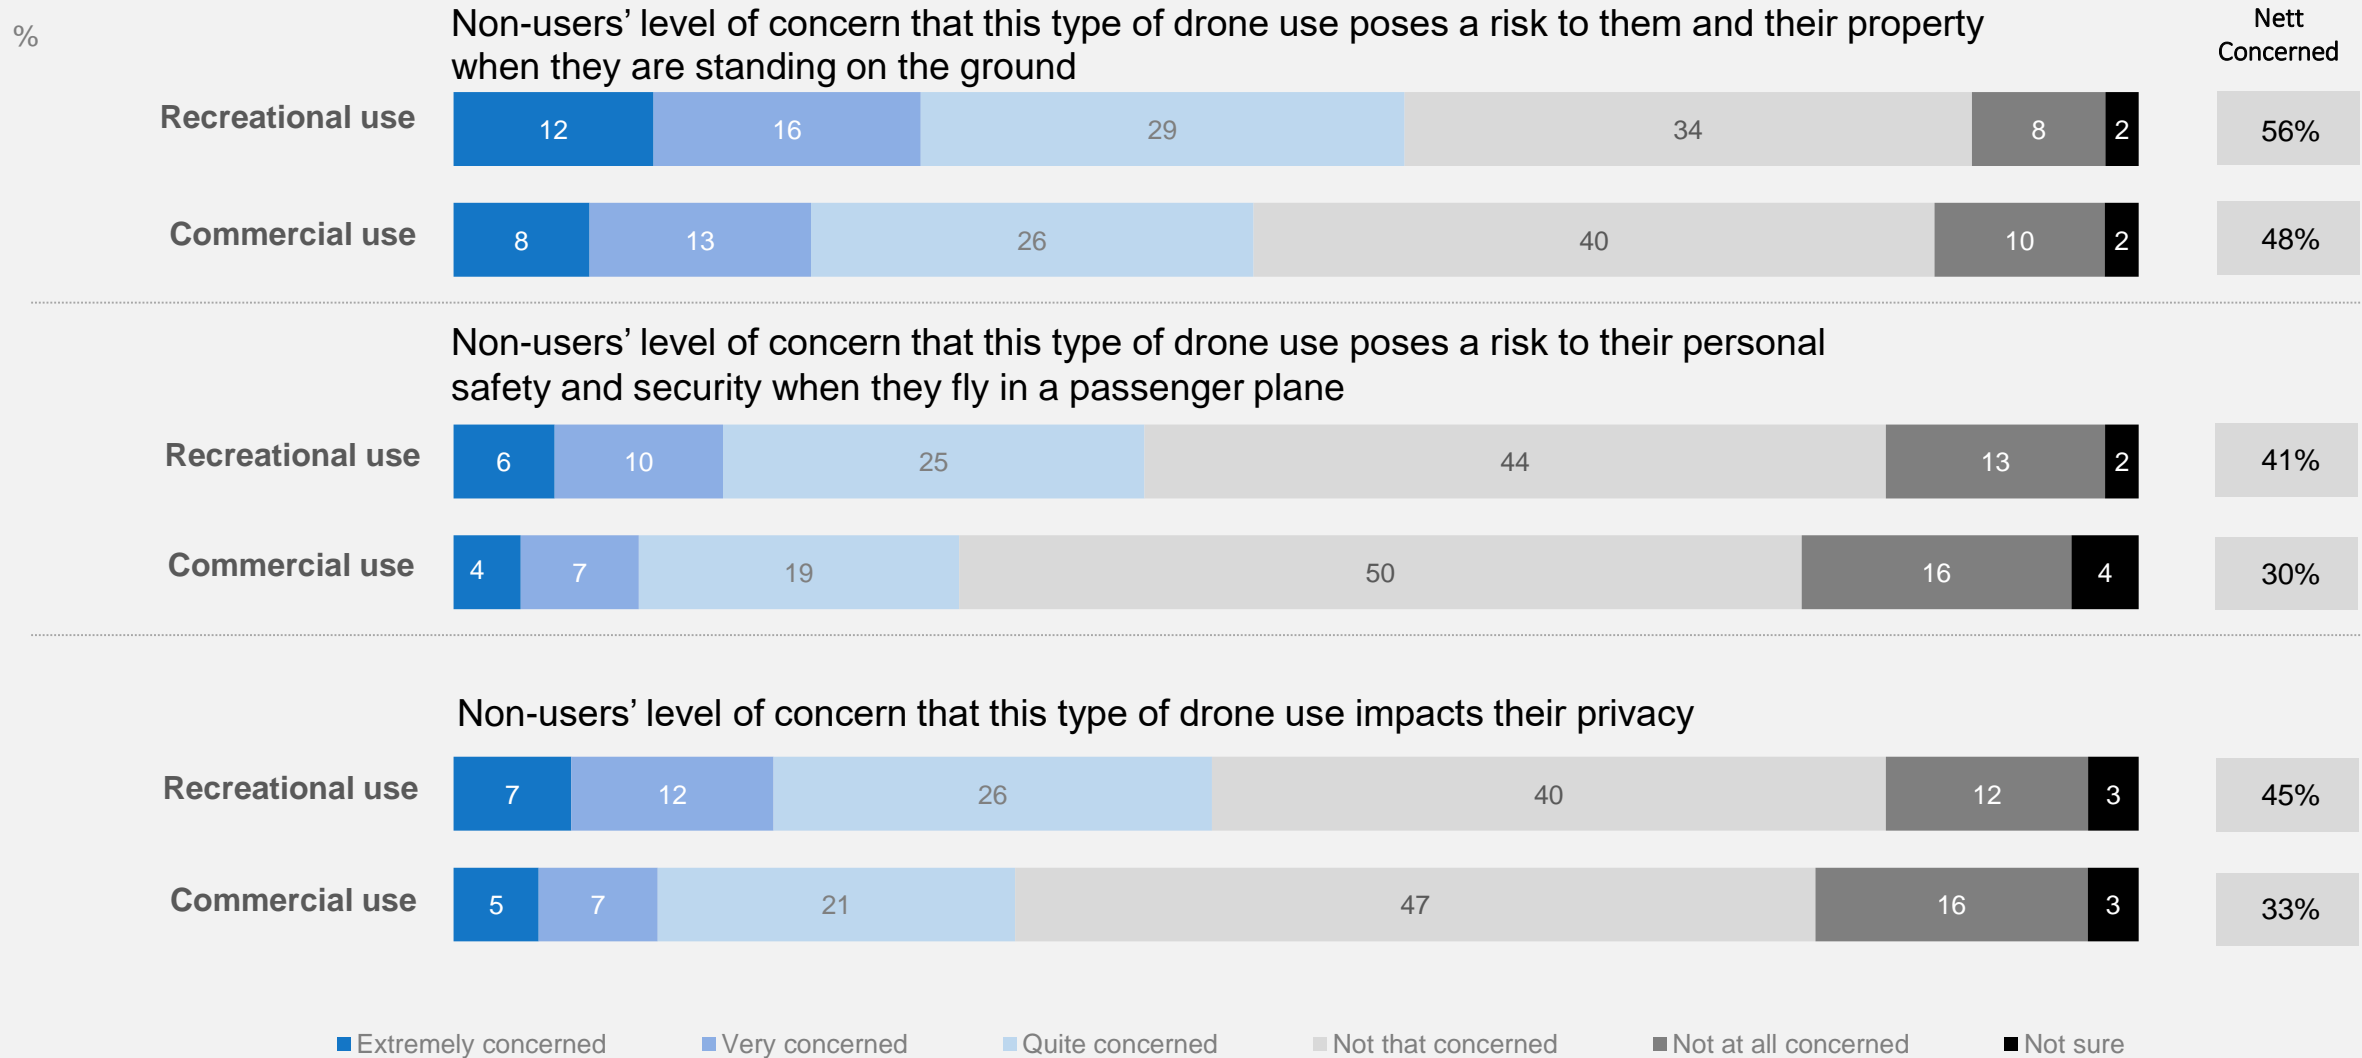 %
Non-users’ level of concern that this type of drone use poses a risk to them and their property
when they are standing on the ground
Nett
Concerned
Recreational use
12 16 29 34 8 2 56%
Commercial use
8 13 26 40 10 2 48%
Non-users’ level of concern that this type of drone use poses a risk to their personal
safety and security when they fly in a passenger plane
Recreational use
6 10 25 44 13 2 41%
Commercial use
4 7 19 50 16 4 30%
Non-users’ level of concern that this type of drone use impacts their privacy
Recreational use
7 12 26 40 12 3 45%
Commercial use
5 7 21 47 16 3 33%
Extremely concerned Very concerned Quite concerned Not that concerned Not at all concerned Not sure